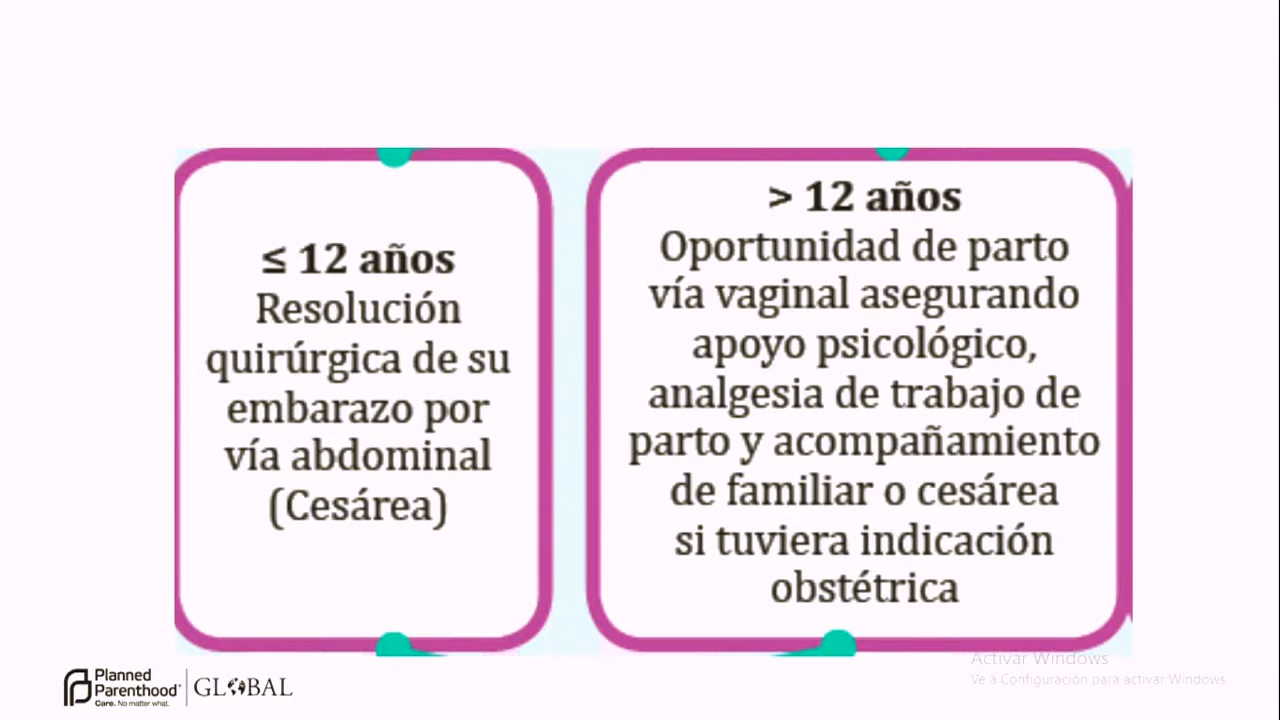 ≤ 12 años
Resolución
quirúrgica de su
embarazo por
vía abdominal
(Cesárea)
> 12 años
Oportunidad de parto
vía vaginal asegurando
apoyo psicológico,
analgesia de trabajo de
parto y acompañamiento
de familiar o cesárea
si tuviera indicación
obstétrica
Planned
Parenthood
Care. No matter what.
GLOBAL
Activar Windows
Ve a Configuración para activar Windows.